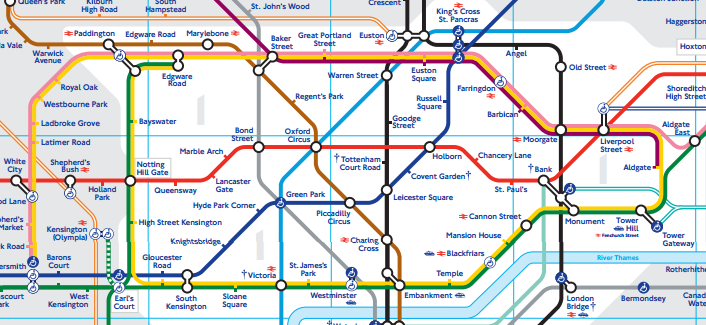 Queen's Park
Kilburn
High Road
South
Hampstead
St. John's Wood
Crescent
King's Cross
St. Pancras
Haggerston
Hoxton
Paddington
Edgware Road
Marylebone
Baker
Street
Great Portland
Street
Euston
Angel
Old Street
Warwick
Avenue
Edgware
Road
Warren Street
Euston
Square
Farringdon
Shoreditch
High Street
Royal Oak
Westbourne Park
Ladbroke Grove
Latimer Road
Bayswater
Regent's Park
Russell
Square
Barbican
Goodge
Street
Moorgate
Liverpool
Street
Aldgate
East
Bond
Street
Oxford
Circus
White
City
Shepherd's
Bush
Notting
Hill Gate
Marble Arch
†Tottenham
Court Road
Holborn
Chancery Lane
Aldgate
Holland
Park
Queensway
Lancaster
Gate
Covent Garden†
† Bank
St. Paul's
Green Park
Leicester Square
Hyde Park Corner
Piccadilly
Circus
Cannon Street
Monument
Tower
Hill
Fenchurch Street
Tower
Gateway
Kensington
(Olympia)
High Street Kensington
Knightsbridge
Charing
Cross
Mansion House
Blackfriars
River Thames
Barons
Court
Gloucester
Road
†Victoria
St. James's
Park
Temple
West
Kensington
Earl's
Court
South
Kensington
Sloane
Square
Westminster
Embankment
London
Bridge†
Bermondsey